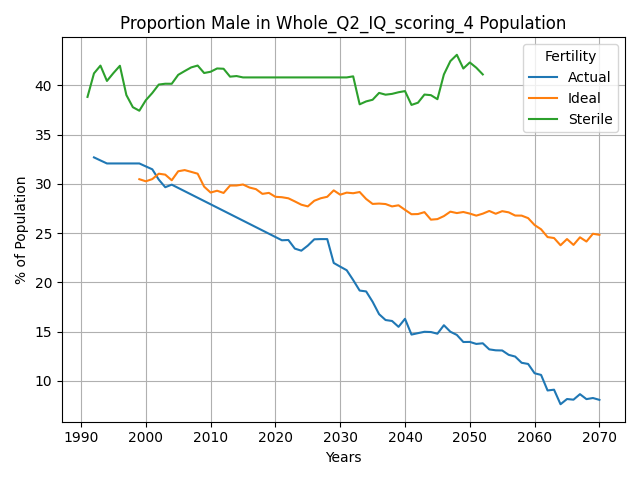 Proportion Male in Whole_Q2_IQ_scoring_4 Population
Fertility
Actual
Ideal
Sterile
% of Population
40
35
30
25
20
15
10
1990
2000
2010
2020
2030
2040
2050
2060
2070
Years